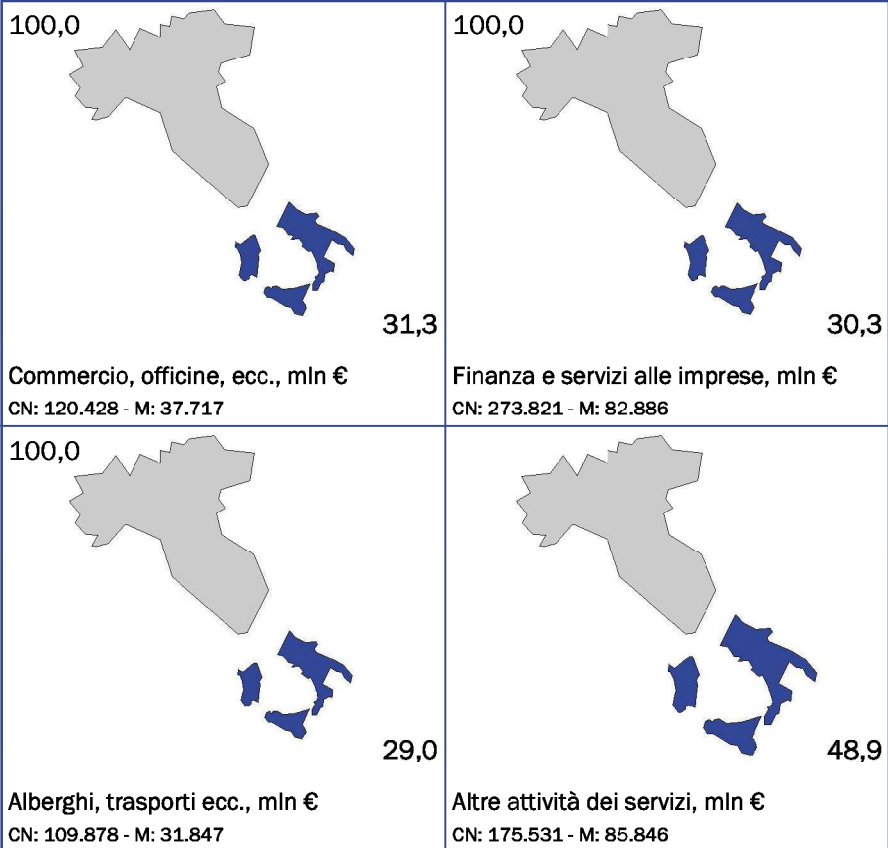 100,0
31,3
Commercio, officine, ecc., mln €
CN: 120.428 - M: 37.717
100,0
30,3
Finanza e servizi alle imprese, mln €
CN: 273.821 - M: 82.886
100,0
29,0
Alberghi, trasporti ecc., mln €
CN: 109.878 - M: 31.847
48,9
Altre attività dei servizi, mln €
CN: 175.531 - M: 85.846